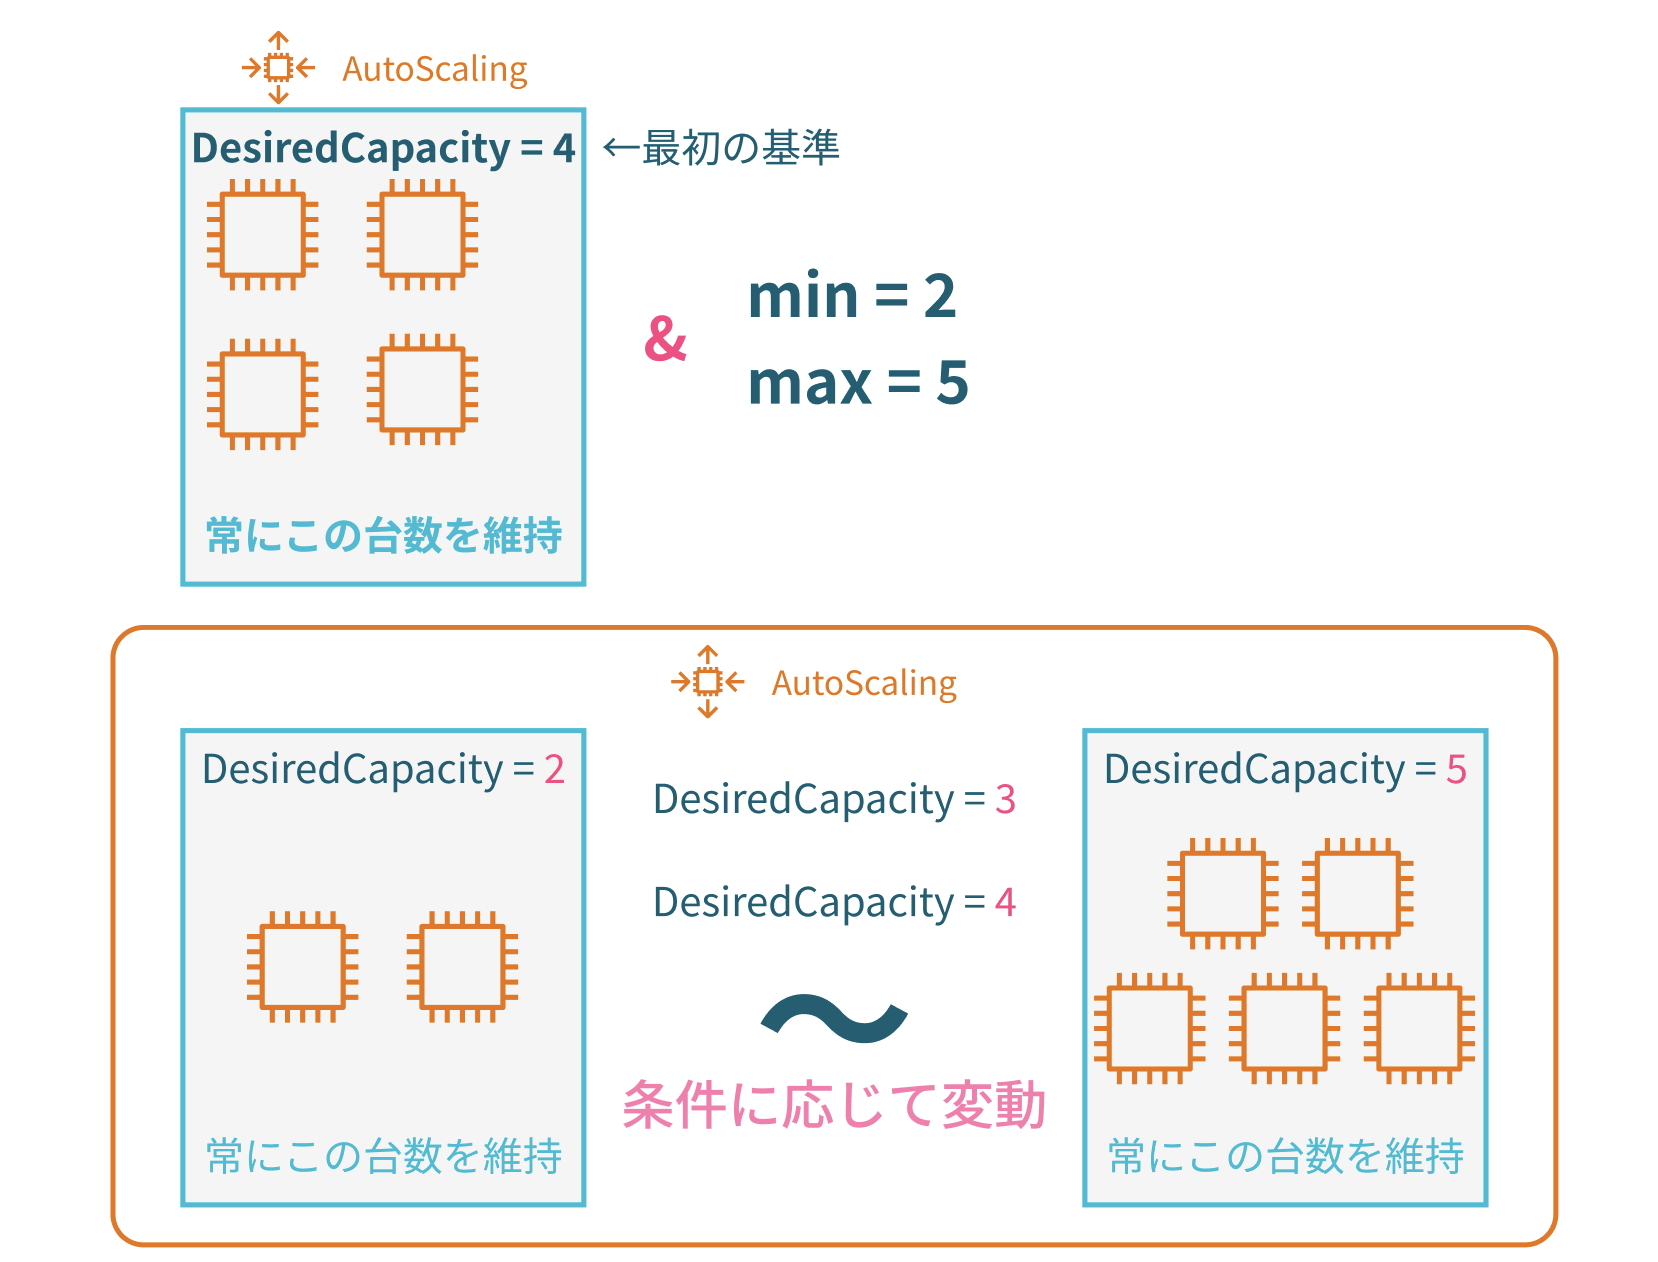 AutoScaling
DesiredCapacity = 4 ←最初の基準
min = 2
&
max = 5
常にこの台数を維持
AutoScaling
DesiredCapacity = 2
DesiredCapacity = 3
DesiredCapacity = 4
〜
条件に応じて変動
常にこの台数を維持
DesiredCapacity = 5
常にこの台数を維持